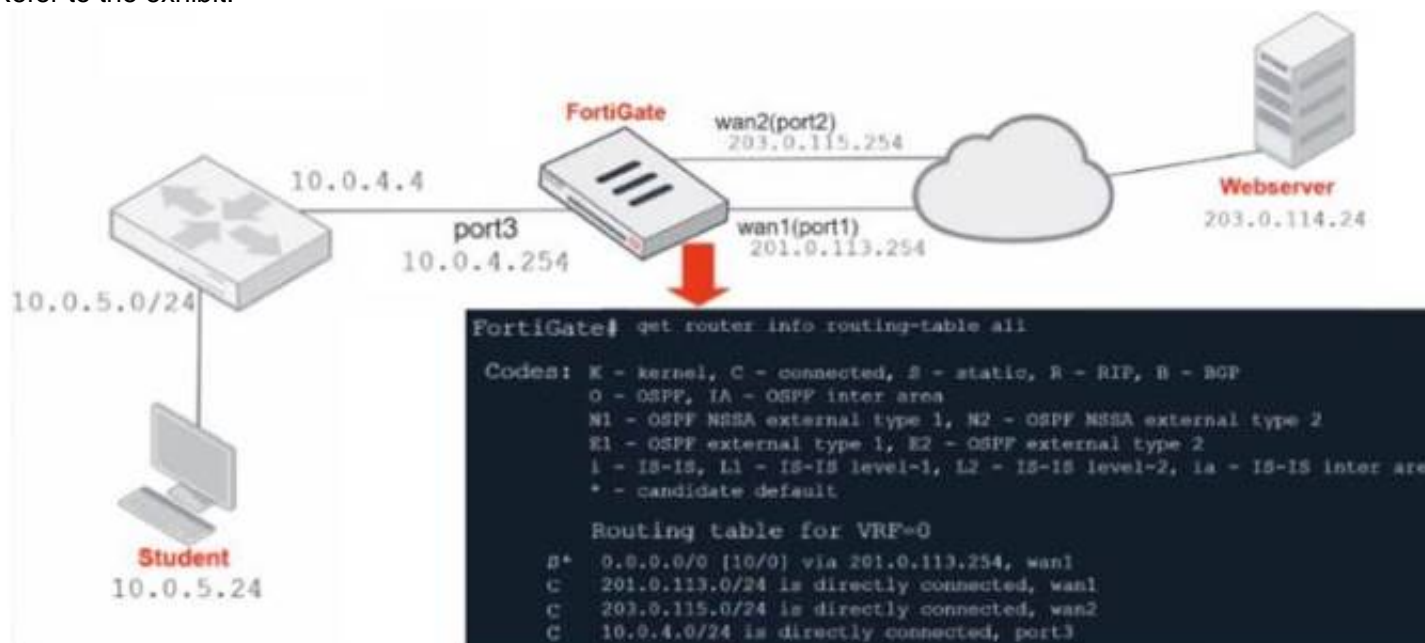 Refer to the exhibit.
FortiGate
wan2(port2)
203.0.115.254
10.0.4.4
port3
10.0.4.254
wan1(port1)
201.0.113.254
Webserver
203.0.114.24
10.0.5.0/24
Student
10.0.5.24
FortiGate# get router info routing-table all
Codes: K - kernel, C - connected, S - static, R - RIP, B - BGP
O - OSPF, IA - OSPF inter area
N1 - OSPF NSSA external type 1, N2 - OSPF NSSA external type 2
E1 - OSPF external type 1, E2 - OSPF external type 2
i - IS-IS, L1 - IS-IS level-1, L2 - IS-IS level-2, ia - IS-IS inter are
* - candidate default
Routing table for VRF=0
S* 0.0.0.0/0 [10/0] via 201.0.113.254, wan1
C 201.0.113.0/24 is directly connected, wan1
C 203.0.115.0/24 is directly connected, wan2
C 10.0.4.0/24 is directly connected, port3